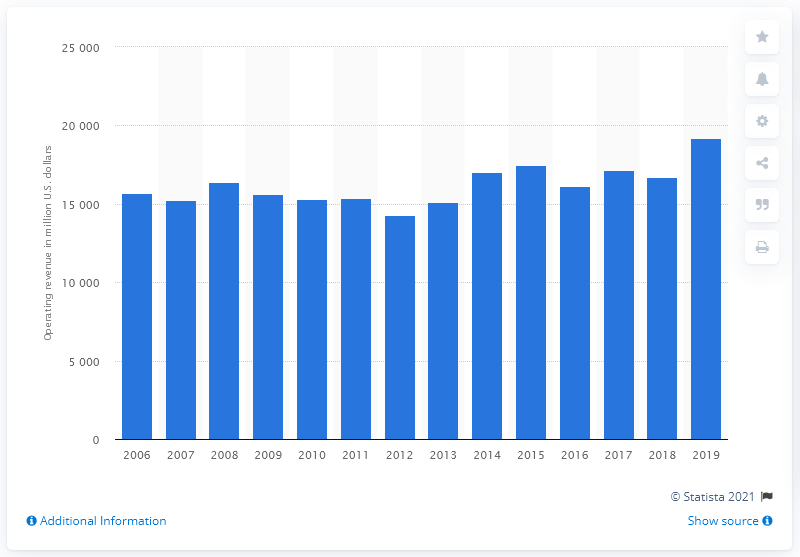 25 000
20 000
15 000
10 000
5 000
0
Operating revenue in million U.S. dollars
2006 2007 2008 2009 2010 2011 2012 2013 2014 2015 2016 2017 2018 2019
© Statista 2021
Additional Information
Show source